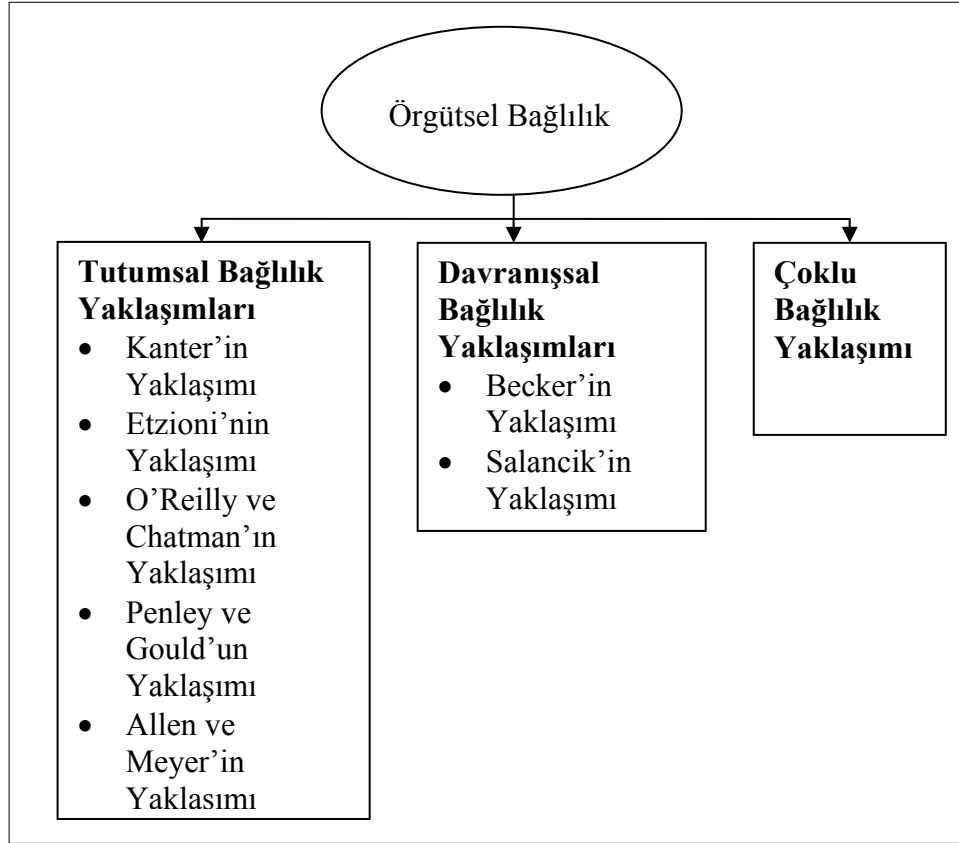 Örgütsel Bağlılık
Tutumsal Bağlılık
Yaklaşımları
• Kanter’in
Yaklaşımı
• Etzioni’nin
Yaklaşımı
• O’Reilly ve
Chatman’ın
Yaklaşımı
• Penley ve
Gould’un
Yaklaşımı
• Allen ve
Meyer’in
Yaklasımı
Davranışsal
Bağlılık
Yaklaşımları
• Becker’in
Yaklaşımı
• Salancik’in
Yaklaşımı
Çoklu
Bağlılık
Yaklaşımı